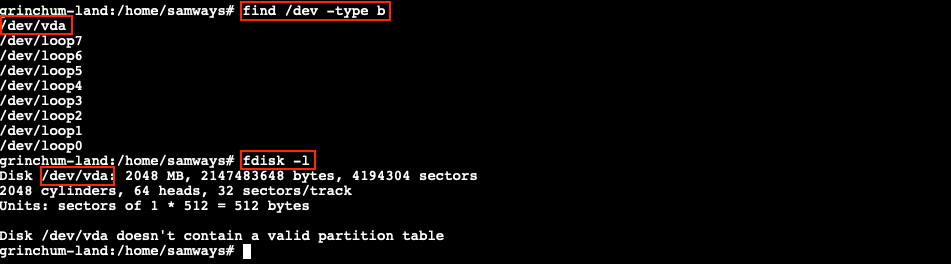 grinchum-land:/home/samways# find /dev -type b
/dev/vda
/dev/loop7
/dev/loop6
/dev/loop5
/dev/loop4
/dev/loop3
/dev/loop2
/dev/loop1
/dev/loop0
grinchum-land:/home/samways# fdisk -l
Disk /dev/vda: 2048 MB, 2147483648 bytes, 4194304 sectors
2048 cylinders, 64 heads, 32 sectors/track
Units: sectors of 1 * 512 = 512 bytes
Disk /dev/vda doesn't contain a valid partition table
grinchum-land:/home/samways#